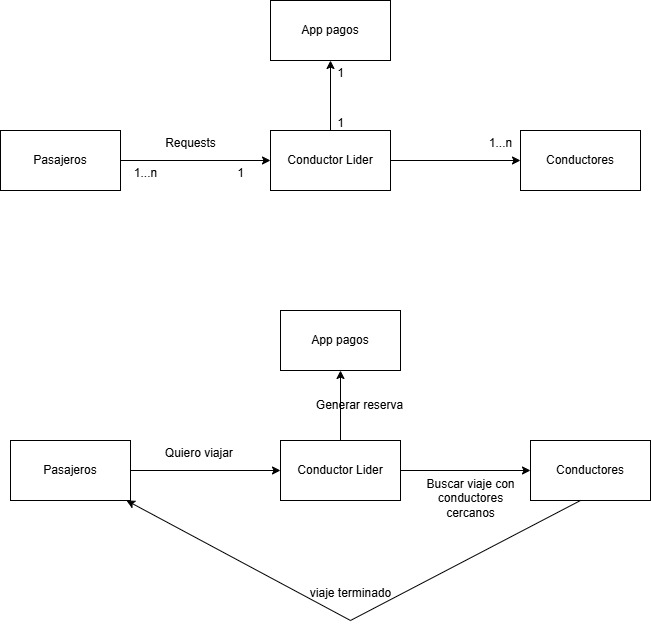 App pagos
1
1
Requests
1...n
Pasajeros
Conductor Lider
Conductores
1...n
1
App pagos
Generar reserva
Quiero viajar
Pasajeros
Conductor Lider
Conductores
Buscar viaje con
conductores
cercanos
viaje terminado